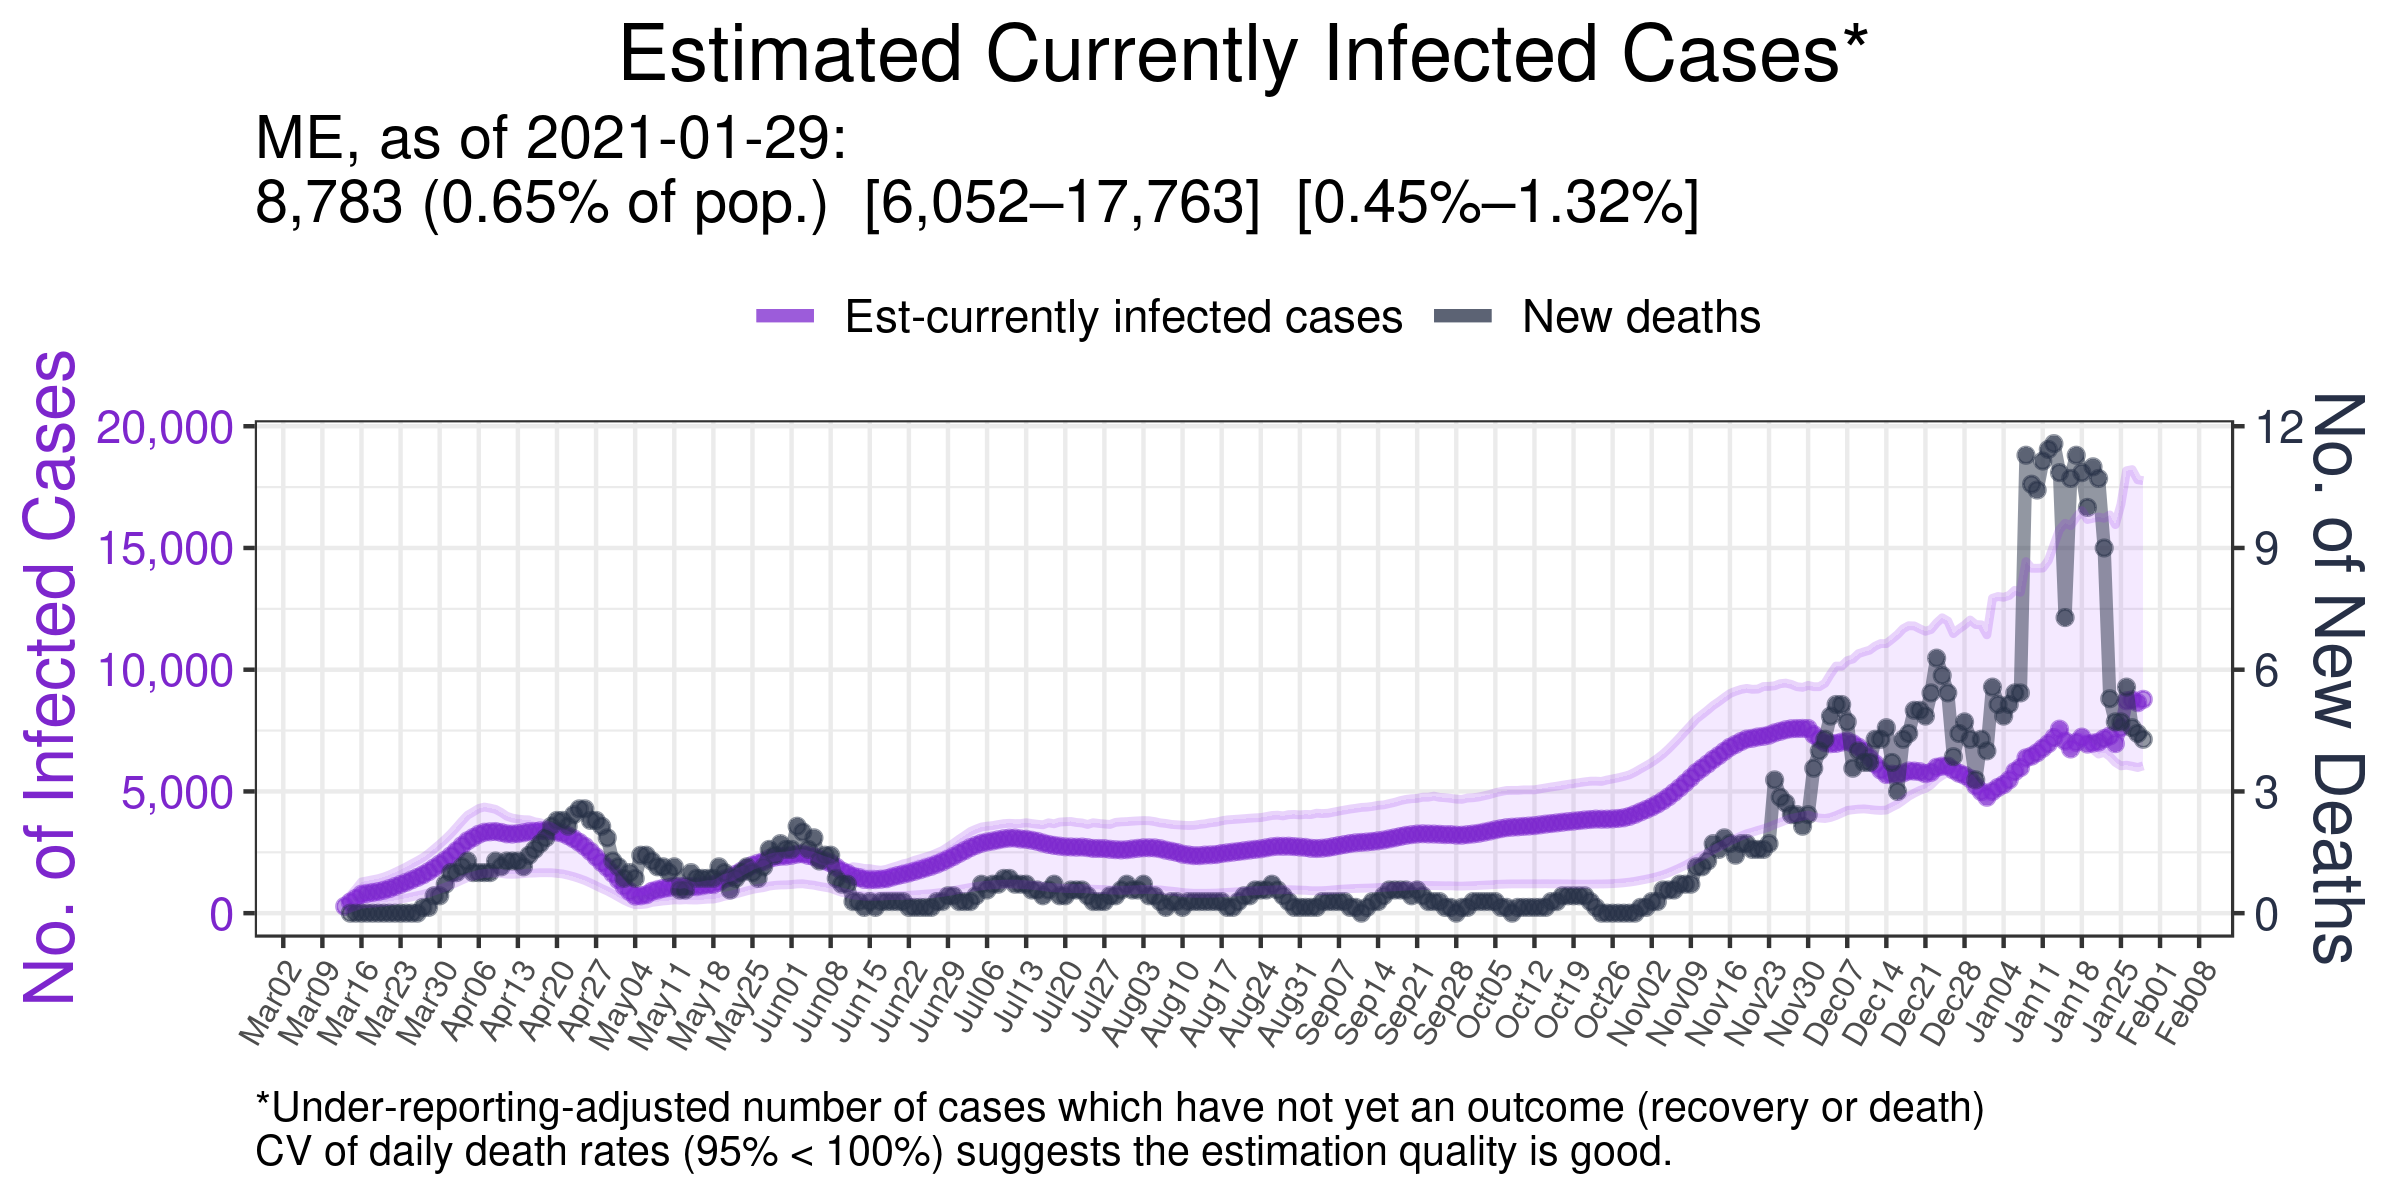 Estimated Currently Infected Cases*
ME, as of 2021-01-29:
8,783 (0.65% of pop.)  [6,052–17,763]  [0.45%–1.32%]
Est-currently infected cases
New deaths
No. of Infected Cases
20,000
15,000
10,000
5,000
0
12
9
6
3
0
No. of New Deaths
Mar02
Mar09
Mar16
Mar23
Mar30
Apr06
Apr13
Apr20
Apr27
May04
May11
May18
May25
Jun01
Jun08
Jun15
Jun22
Jun29
Jul06
Jul13
Jul20
Jul27
Aug03
Aug10
Aug17
Aug24
Aug31
Sep07
Sep14
Sep21
Sep28
Oct05
Oct12
Oct19
Oct26
Nov02
Nov09
Nov16
Nov23
Nov30
Dec07
Dec14
Dec21
Dec28
Jan04
Jan11
Jan18
Jan25
Feb01
Feb08
*Under-reporting-adjusted number of cases which have not yet an outcome (recovery or death)
CV of daily death rates (95% < 100%) suggests the estimation quality is good.